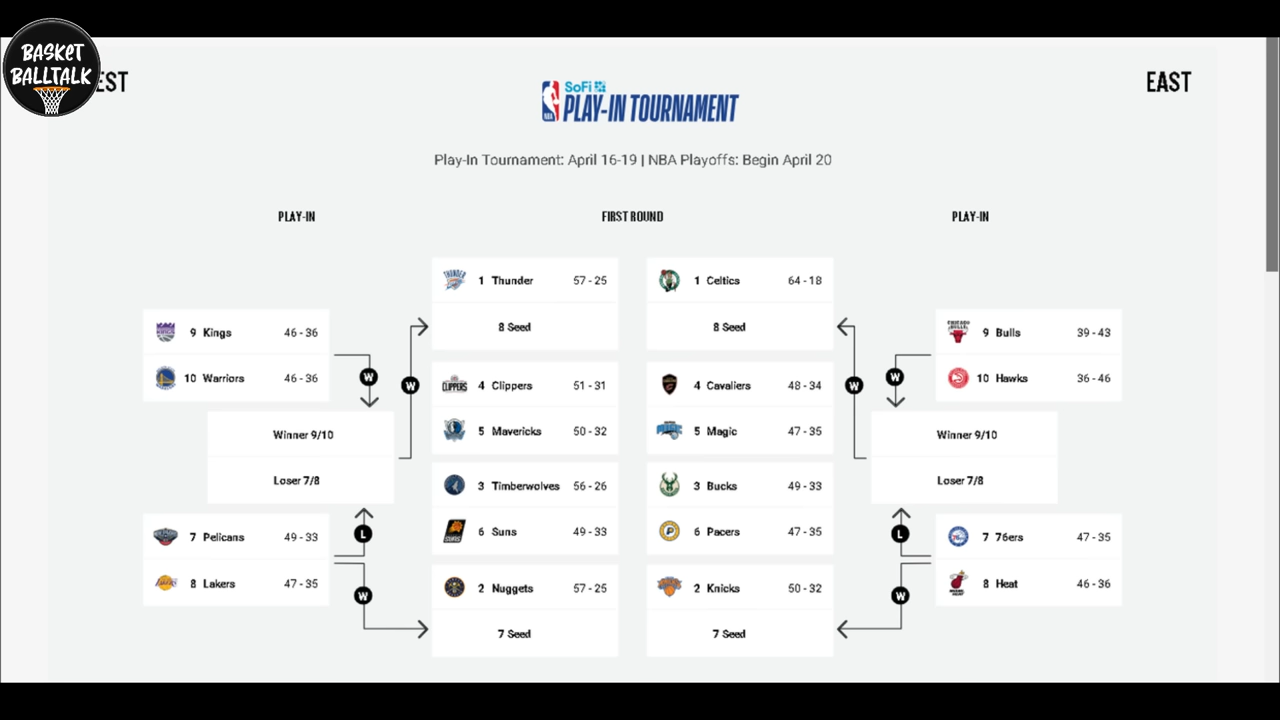 BASKET
BALLTALK
EST
EAST
SoFi
PLAY-IN TOURNAMENT
Play-In Tournament: April 16-19 | NBA Playoffs: Begin April 20
PLAY-IN
FIRST ROUND
PLAY-IN
1 Thunder 57 - 25
8 Seed
1 Celtics 64 - 18
8 Seed
9 Kings 46 - 36
10 Warriors 46 - 36
W
W
Winner 9/10
Loser 7/8
4 Clippers 51 - 31
5 Mavericks 50 - 32
4 Cavaliers 48 - 34
5 Magic 47 - 35
9 Bulls 39 - 43
10 Hawks 36 - 46
W
W
Winner 9/10
Loser 7/8
3 Timberwolves 56 - 26
6 Suns 49 - 33
3 Bucks 49 - 33
6 Pacers 47 - 35
7 Pelicans 49 - 33
8 Lakers 47 - 35
L
W
2 Nuggets 57 - 25
7 Seed
2 Knicks 50 - 32
7 Seed
L
W
7 76ers 47 - 35
8 Heat 46 - 36